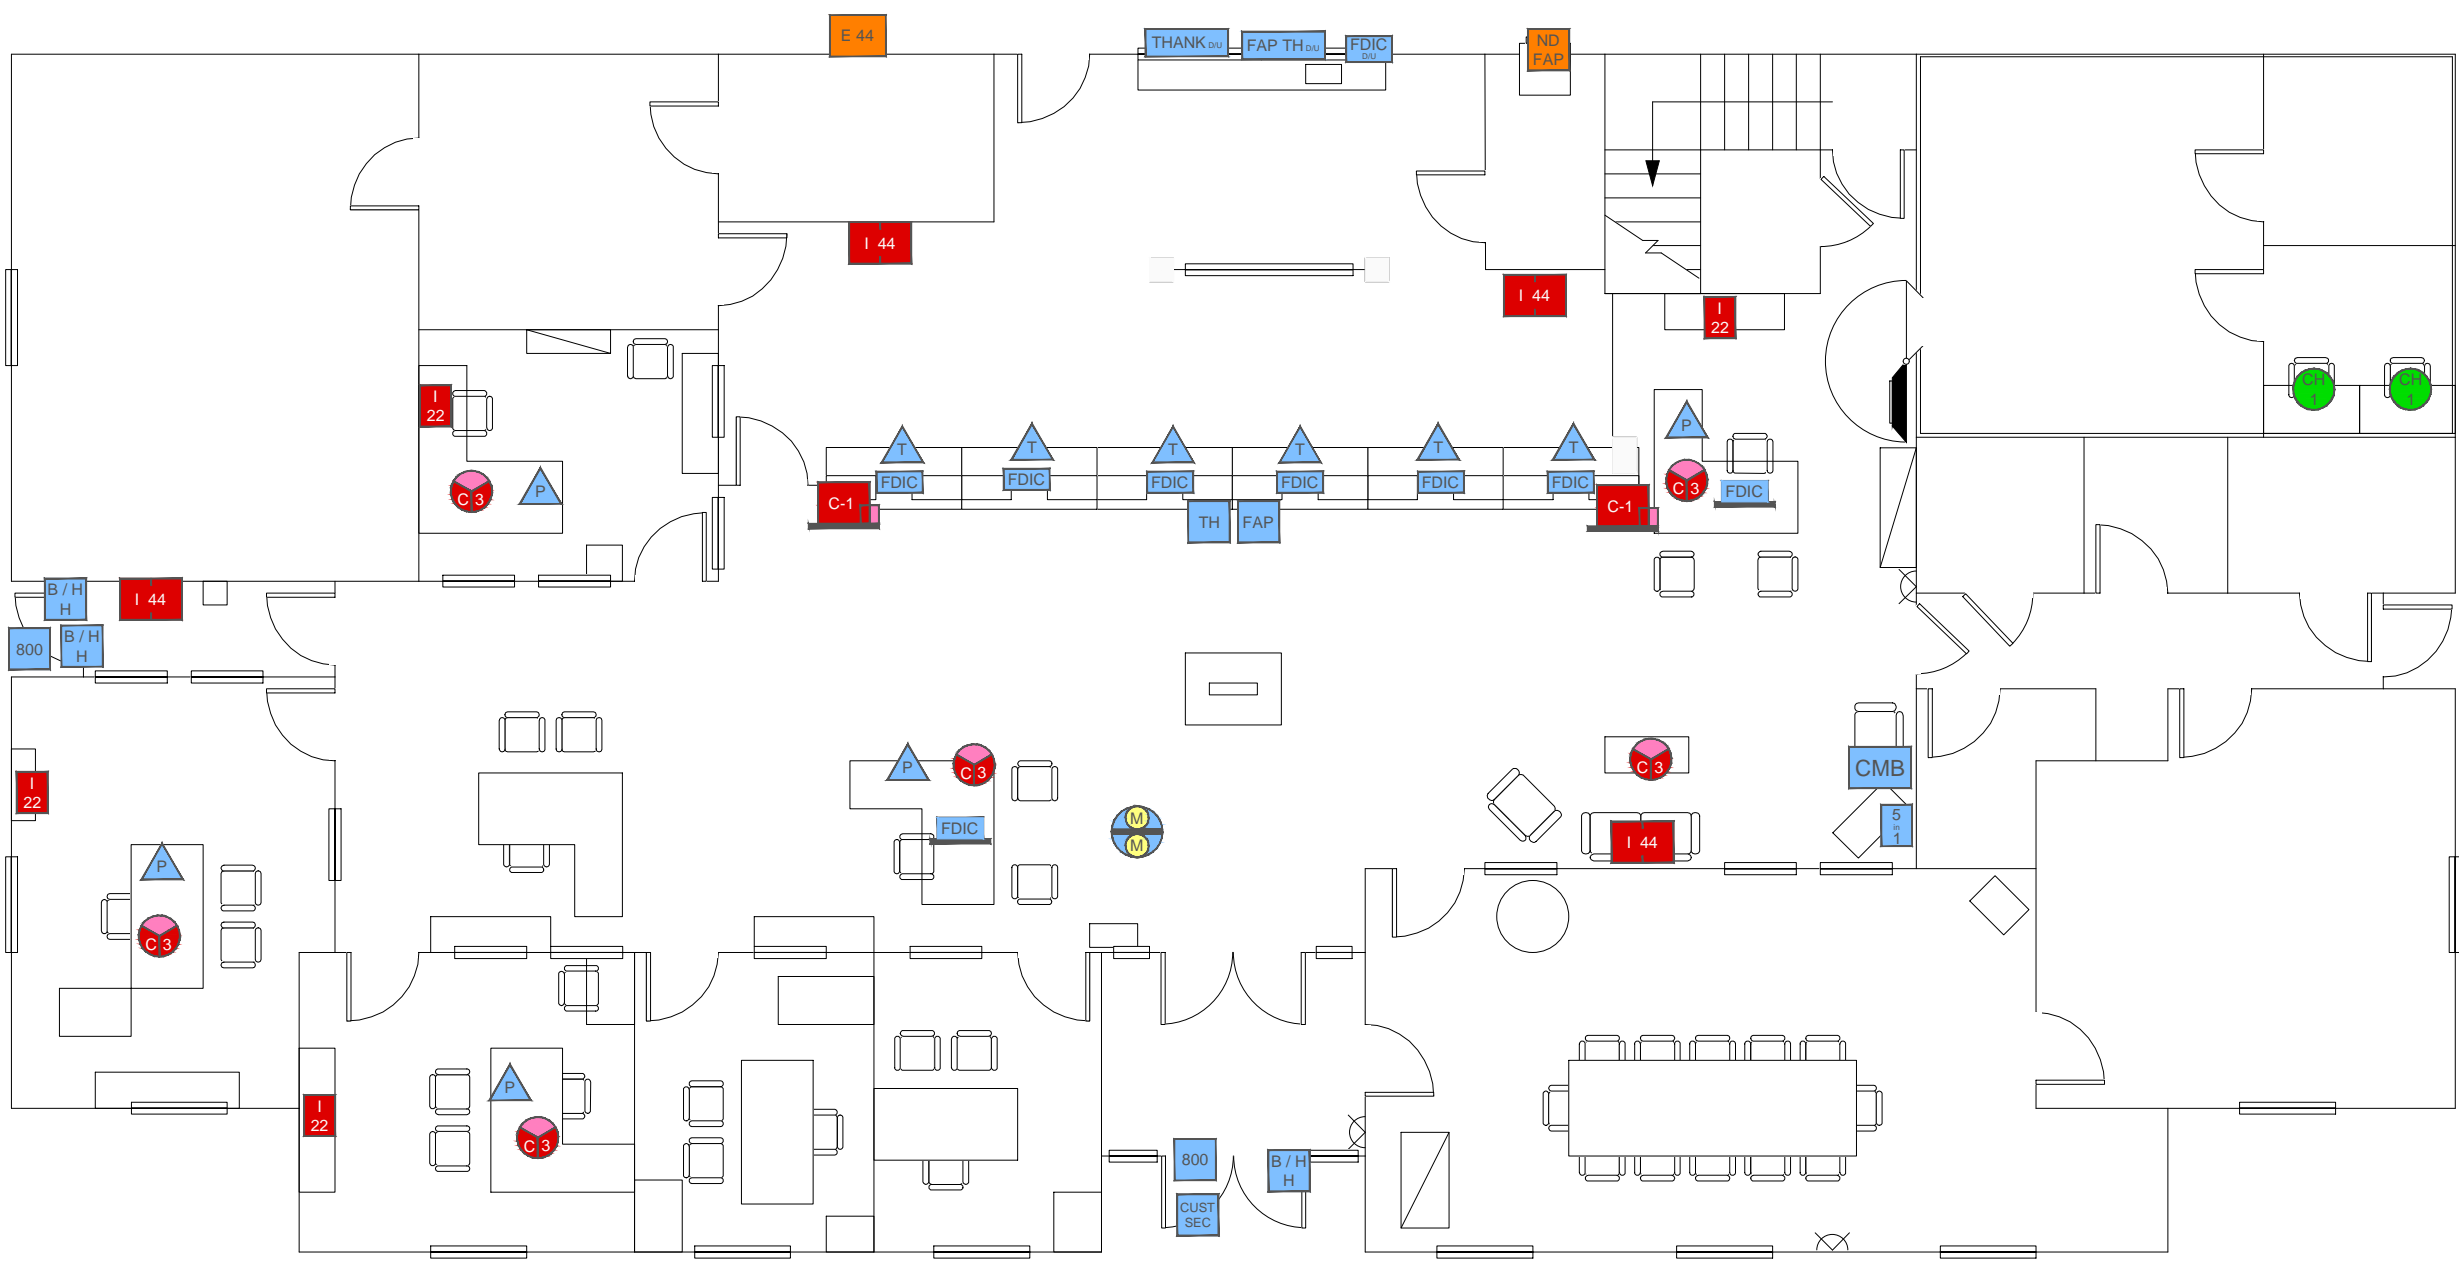 E 44
THANK D/U
FAP TH D/U
FDIC
D/U
ND
FAP
I 44
I 44
I
22
I
22
CH
1
CH
1
T
T
T
T
T
T
P
FDIC
FDIC
FDIC
FDIC
FDIC
FDIC
C 3
P
C 3
FDIC
C-1
C-1
TH
FAP
B / H
H
I 44
800
B / H
H
P
C 3
C 3
CMB
I
22
M
M
FDIC
5
in
1
I 44
P
C 3
P
I
22
C 3
800
B / H
H
CUST
SEC